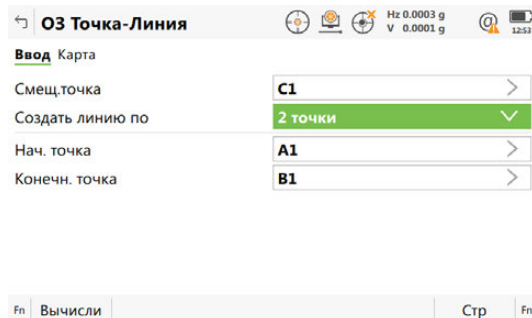 ОЗ Точка-Линия
Hz 0.0003 g
V 0.0001 g
@
12:53
Ввод Карта
Смещ.точка C1
Создать линию по 2 точки
Нач. точка A1
Конечн. точка B1
Fn Вычисли Стр Fn